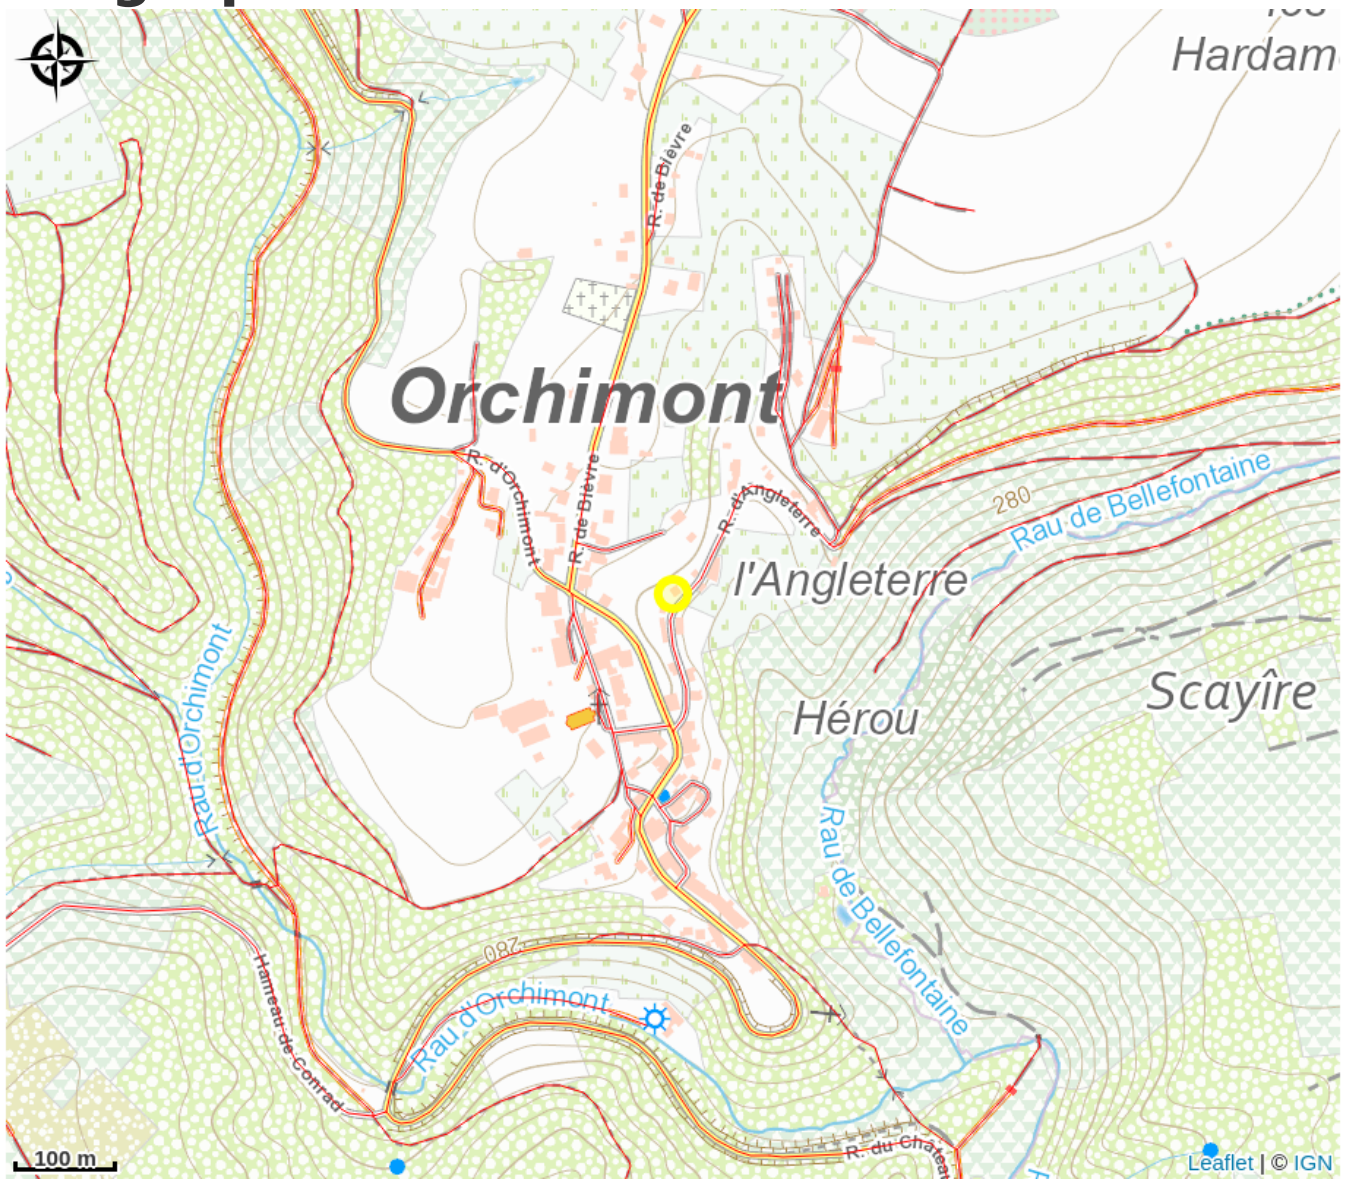 Hardam
R. de Bièvre
Orchimont
R. d'Orchimont
R. de Bièvre
R. d'Angleterre
Rau de Bellefontaine
280
l'Angleterre
Rau d'Orchimont
Scayîre
Hérou
Rau de Bellefontaine
280
Hameau de Conrad
Rau d'Orchimont
R. du Châtea
100 m
Leaflet | © IGN